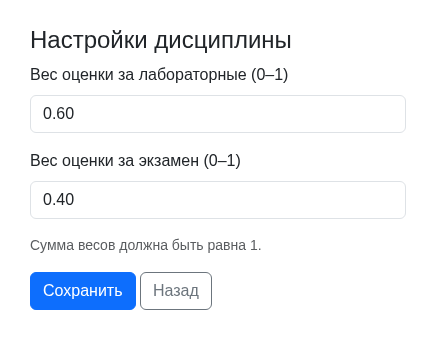 Настройки дисциплины
Вес оценки за лабораторные (0–1)
0.60
Вес оценки за экзамен (0–1)
0.40
Сумма весов должна быть равна 1.
Сохранить Назад